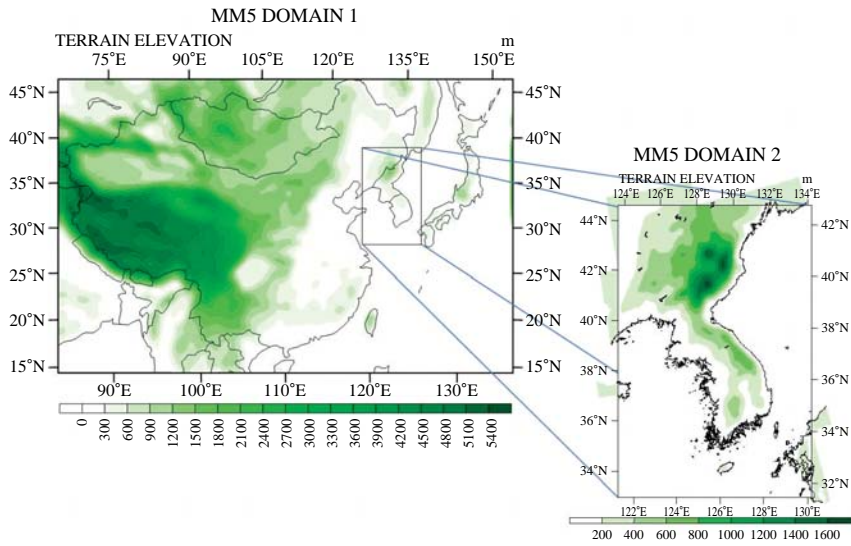 MM5 DOMAIN 1
TERRAIN ELEVATION m
75°E 90°E 105°E 120°E 135°E 150°E
45°N 45°N
40°N 40°N
35°N 35°N
30°N 30°N
25°N 25°N
20°N 20°N
15°N 15°N
90°E 100°E 110°E 120°E 130°E
0 300 600 900 1200 1500 1800 2100 2400 2700 3000 3300 3600 3900 4200 4500 4800 5100 5400
MM5 DOMAIN 2
TERRAIN ELEVATION m
124°E 126°E 128°E 130°E 132°E 134°E
44°N 42°N
42°N 40°N
40°N 38°N
38°N 36°N
36°N 34°N
34°N 32°N
122°E 124°E 126°E 128°E 130°E
200 400 600 800 1000 1200 1400 1600